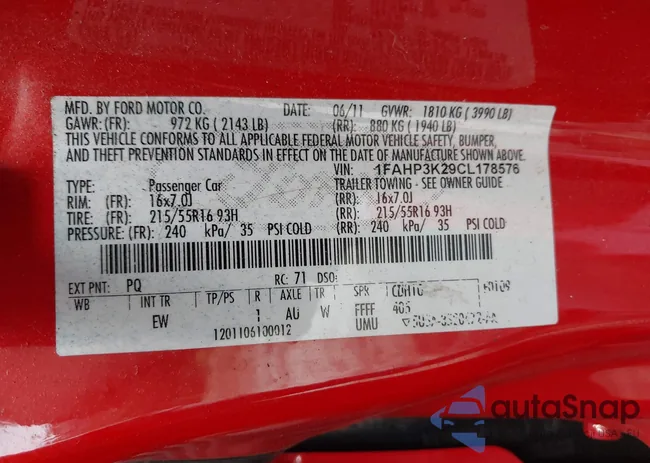 MFD. BY FORD MOTOR CO. DATE: 06/11 GVWR: 1810 KG ( 3990 LB)
GAWR: (FR): 972 KG ( 2143 LB) (RR): 880 KG ( 1940 LB)
THIS VEHICLE CONFORMS TO ALL APPLICABLE FEDERAL MOTOR VEHICLE SAFETY, BUMPER,
AND THEFT PREVENTION STANDARDS IN EFFECT ON THE DATE OF MANUFACTURE SHOWN ABOVE.
VIN: 1FAHP3K29CL178576
TYPE: Passenger Car TRAILER TOWING - SEE OWNER GUIDE
RIM: (FR): 16x7.0J (RR): 16x7.0J
TIRE: (FR): 215/55R16 93H (RR): 215/55R16 93H
PRESSURE: (FR): 240 kPa/ 35 PSI COLD (RR): 240 kPa/ 35 PSI COLD
EXT PNT: PQ RC: 71 DSO:
WB INT TR TP/PS R AXLE TR SPR
EW 1 AU W FFFF 405
1201106100012 UMU
autoSnap